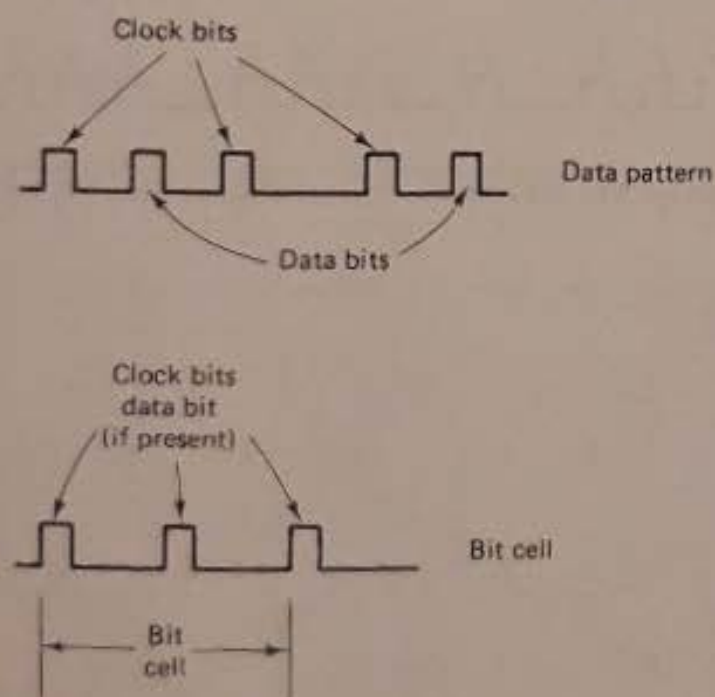 Clock bits
Data pattern
Data bits
Clock bits
data bit
(if present)
Bit cell
Bit
cell